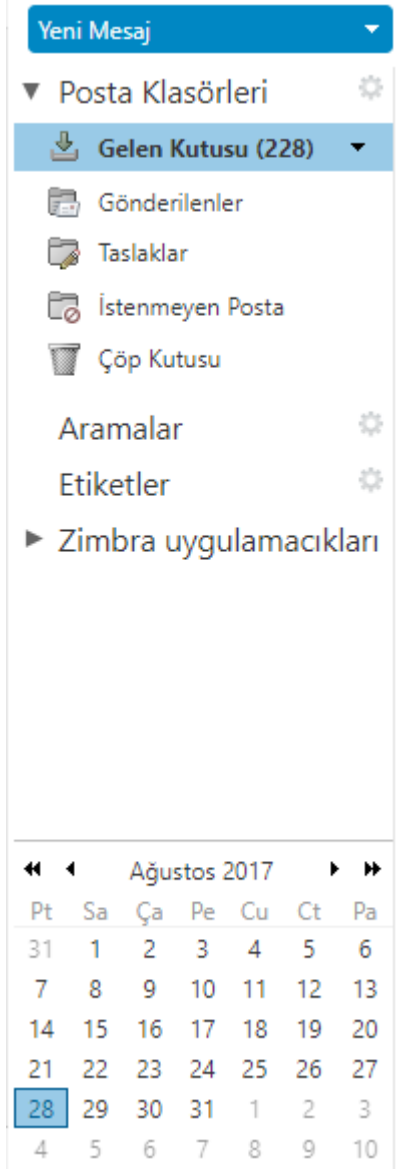 Yeni Mesaj
Posta Klasörleri
Gelen Kutusu (228)
Gönderilenler
Taslaklar
İstenmeyen Posta
Çöp Kutusu
Aramalar
Etiketler
Zimbra uygulamacıkları
Ağustos 2017
Pt Sa Ça Pe Cu Ct Pa
31 1 2 3 4 5 6
7 8 9 10 11 12 13
14 15 16 17 18 19 20
21 22 23 24 25 26 27
28 29 30 31 1 2 3
4 5 6 7 8 9 10